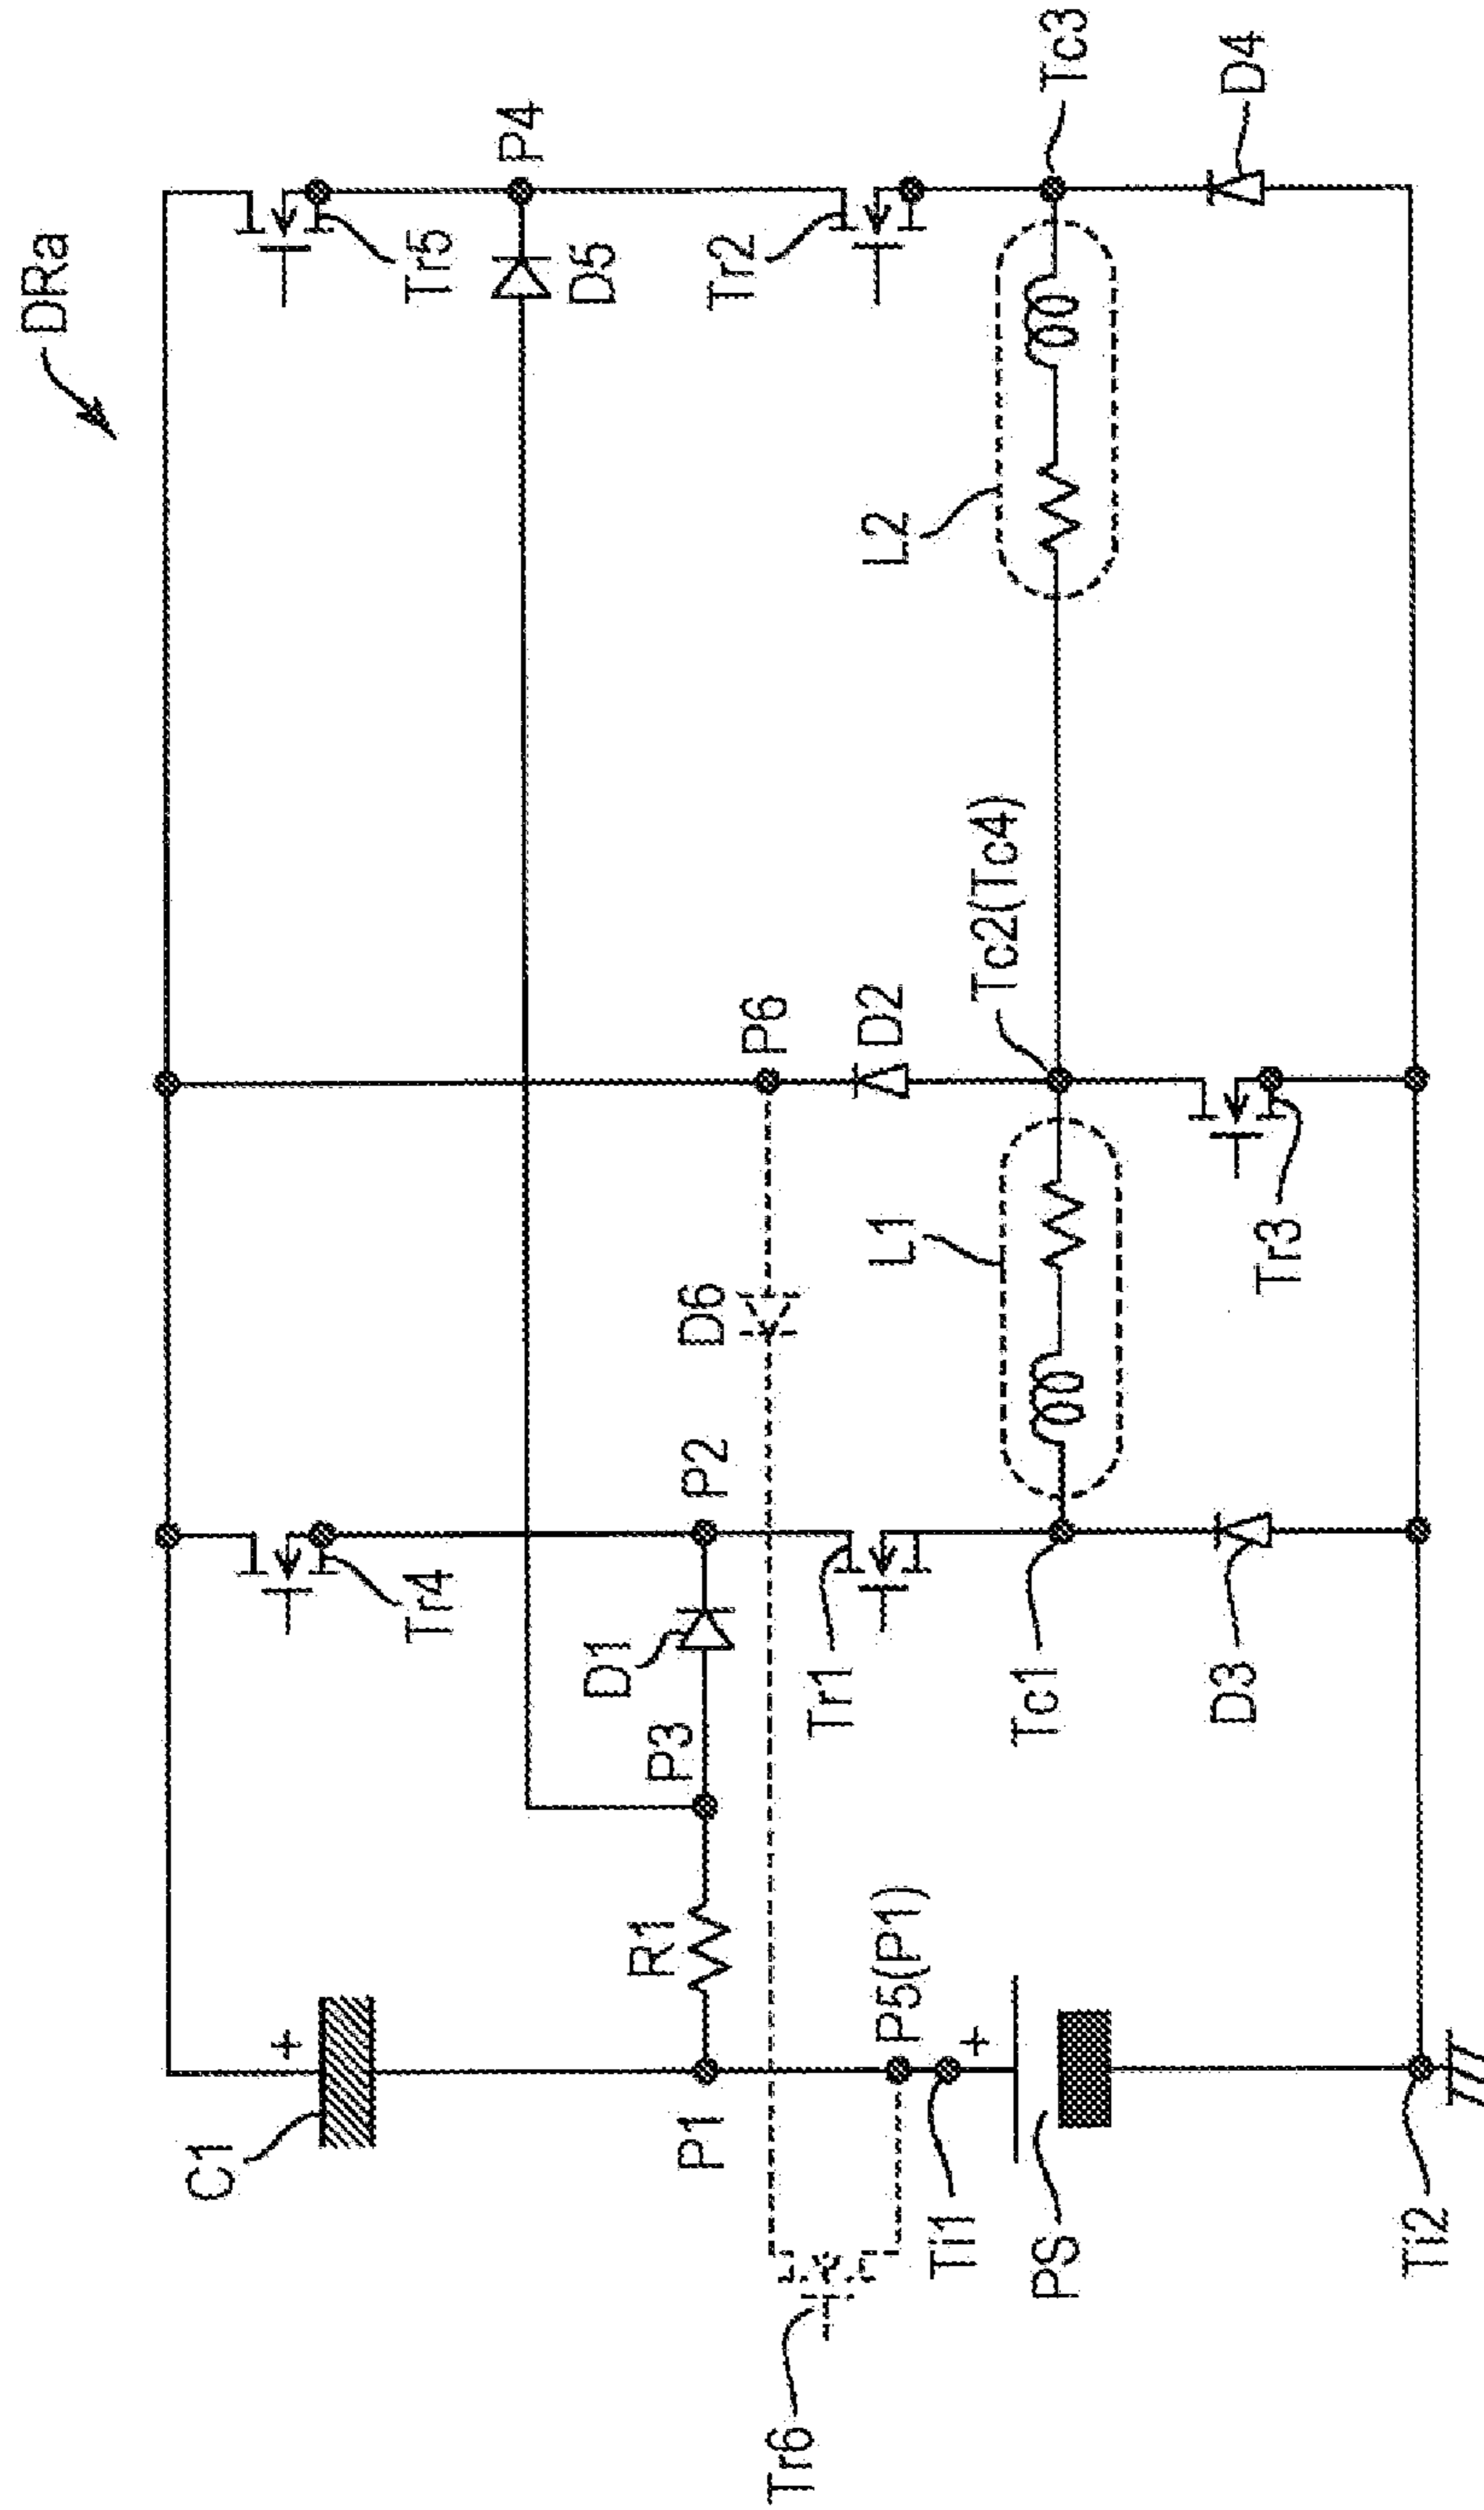 DRa
C1
+
Tr4
Tr5
P4
D5
R1
P3
D1
P2
D6
P6
P1
Tr6
P5(P1)
Ti1
+
PS
Tr1
L1
D2
L2
Tr2
Tc1
Tc2(Tc4)
Tc3
D3
Tr3
D4
Ti2